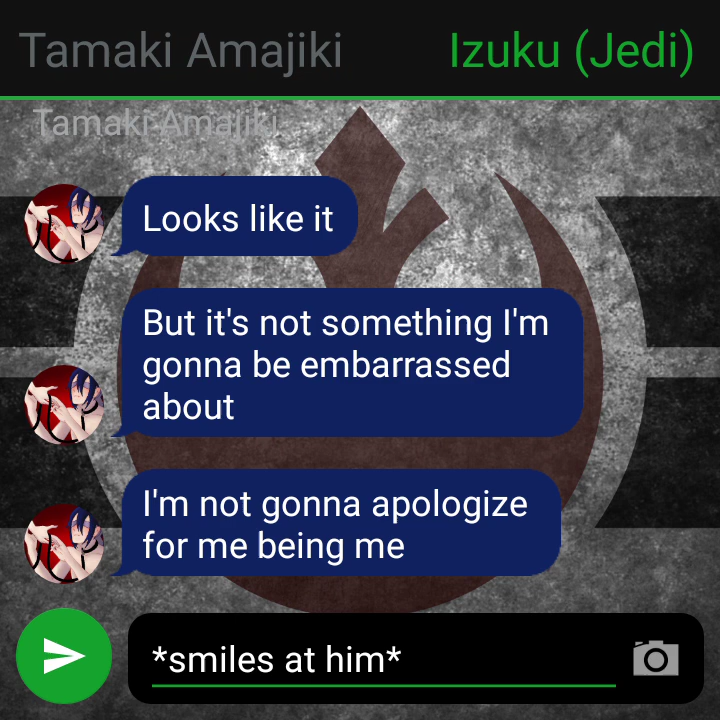 Tamaki Amajiki
Izuku (Jedi)
Tamaki Amajiki
Looks like it
But it's not something I'm
gonna be embarrassed
about
I'm not gonna apologize
for me being me
*smiles at him*